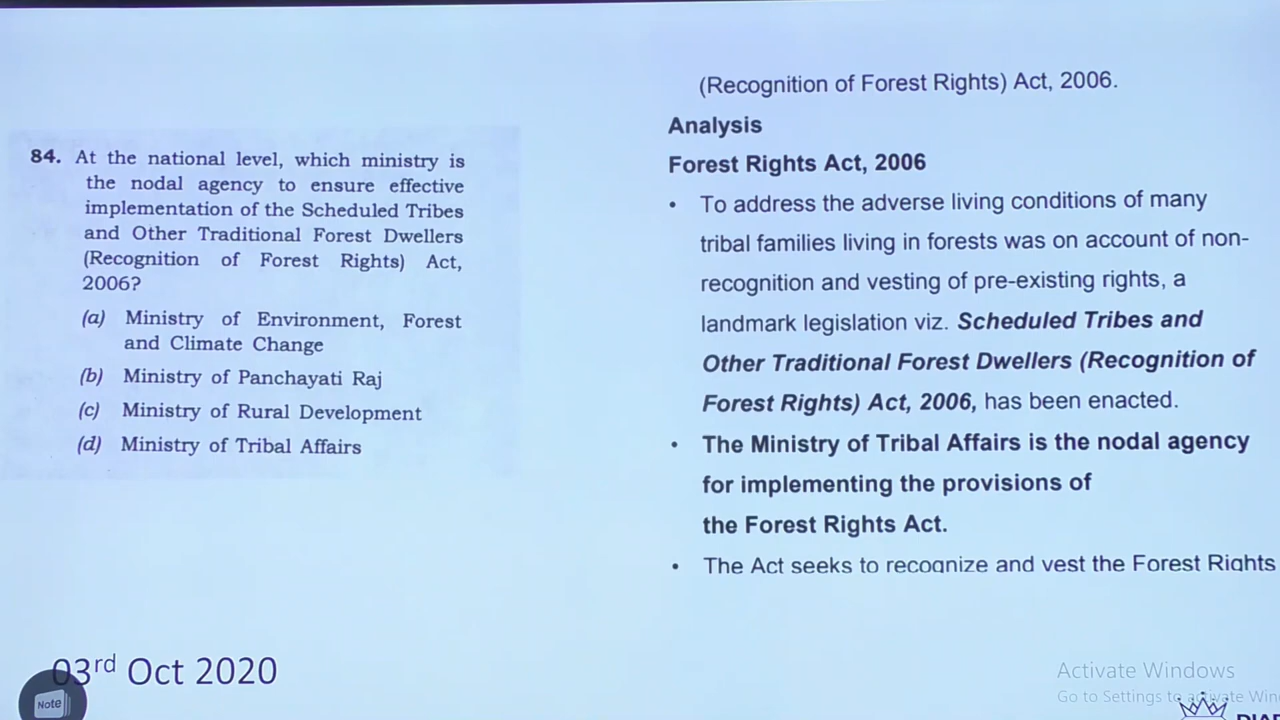 84. At the national level, which ministry is
the nodal agency to ensure effective
implementation of the Scheduled Tribes
and Other Traditional Forest Dwellers
(Recognition of Forest Rights) Act,
2006?
(a) Ministry of Environment, Forest
and Climate Change
(b) Ministry of Panchayati Raj
(c) Ministry of Rural Development
(d) Ministry of Tribal Affairs
(Recognition of Forest Rights) Act, 2006.
Analysis
Forest Rights Act, 2006
• To address the adverse living conditions of many
tribal families living in forests was on account of non-
recognition and vesting of pre-existing rights, a
landmark legislation viz. Scheduled Tribes and
Other Traditional Forest Dwellers (Recognition of
Forest Rights) Act, 2006, has been enacted.
• The Ministry of Tribal Affairs is the nodal agency
for implementing the provisions of
the Forest Rights Act.
• The Act seeks to recognize and vest the Forest Rights
03rd Oct 2020
Note
Activate Windows
Go to Settings to activate Win